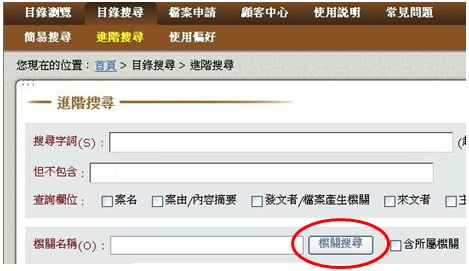 目錄瀏覽 目錄搜尋 檔案申請 顧客中心 使用說明 常見問題
簡易搜尋 進階搜尋 使用偏好
您現在的位置：首頁 > 目錄搜尋 > 進階搜尋
進階搜尋
搜尋字詞(S)：
但不包含：
查詢欄位：案名 案由/內容摘要 發文者/檔案產生機關 來文者 主
機關名稱(O)： 機關搜尋 含所屬機關